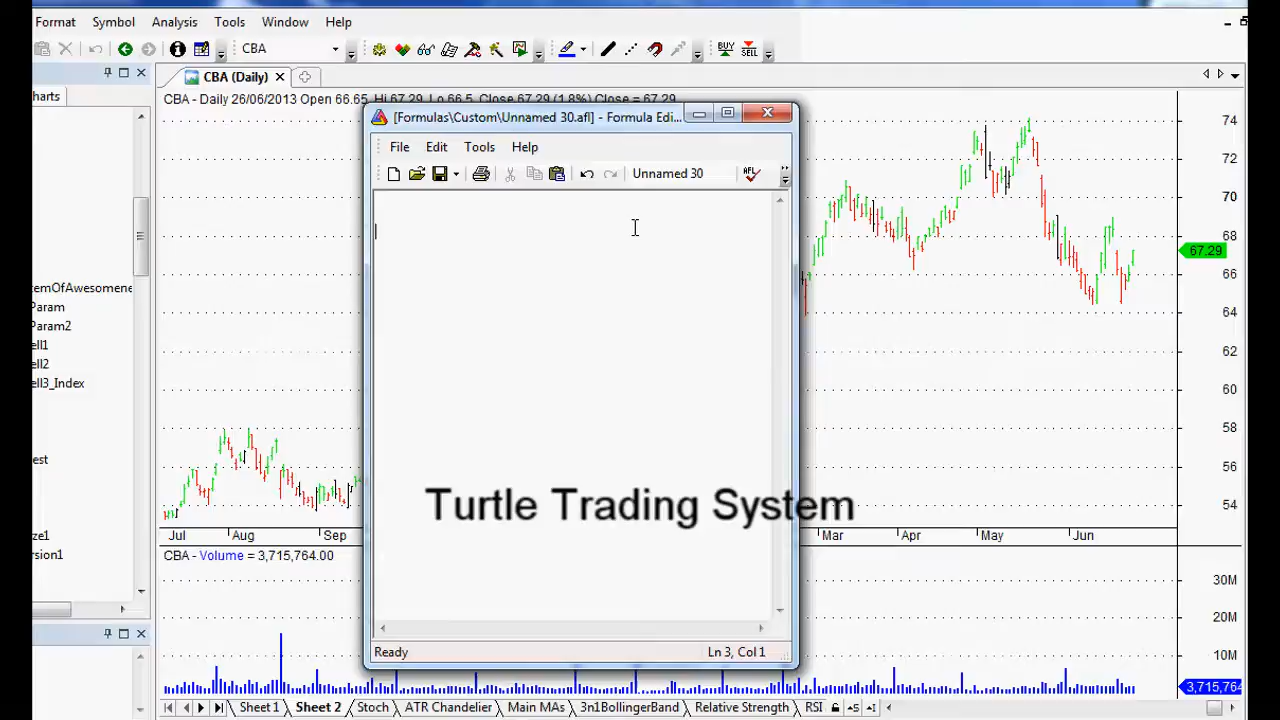 Format Symbol Analysis Tools Window Help
CBA BUY SELL
CBA (Daily)
harts
CBA - Daily 26/06/2013 Open 66.65, Hi 67.29, Lo 66.5, Close 67.29 (1.8%) Close = 67.29
[Formulas\Custom\Unnamed 30.afl] - Formula Edi...
File Edit Tools Help
Unnamed 30 AFL
temOfAwesomene
Param
Param2
ell1
ell2
ell3_Index
est
ze1
rsion1
74
72
70
68
67.29
66
64
62
60
58
56
54
Turtle Trading System
Jul Aug Sep Mar Apr May Jun
CBA - Volume = 3,715,764.00
30M
20M
10M
3,715,764
Ready Ln 3, Col 1
Sheet 1 Sheet 2 Stoch ATR Chandelier Main MAs 3n1BollingerBand Relative Strength RSI